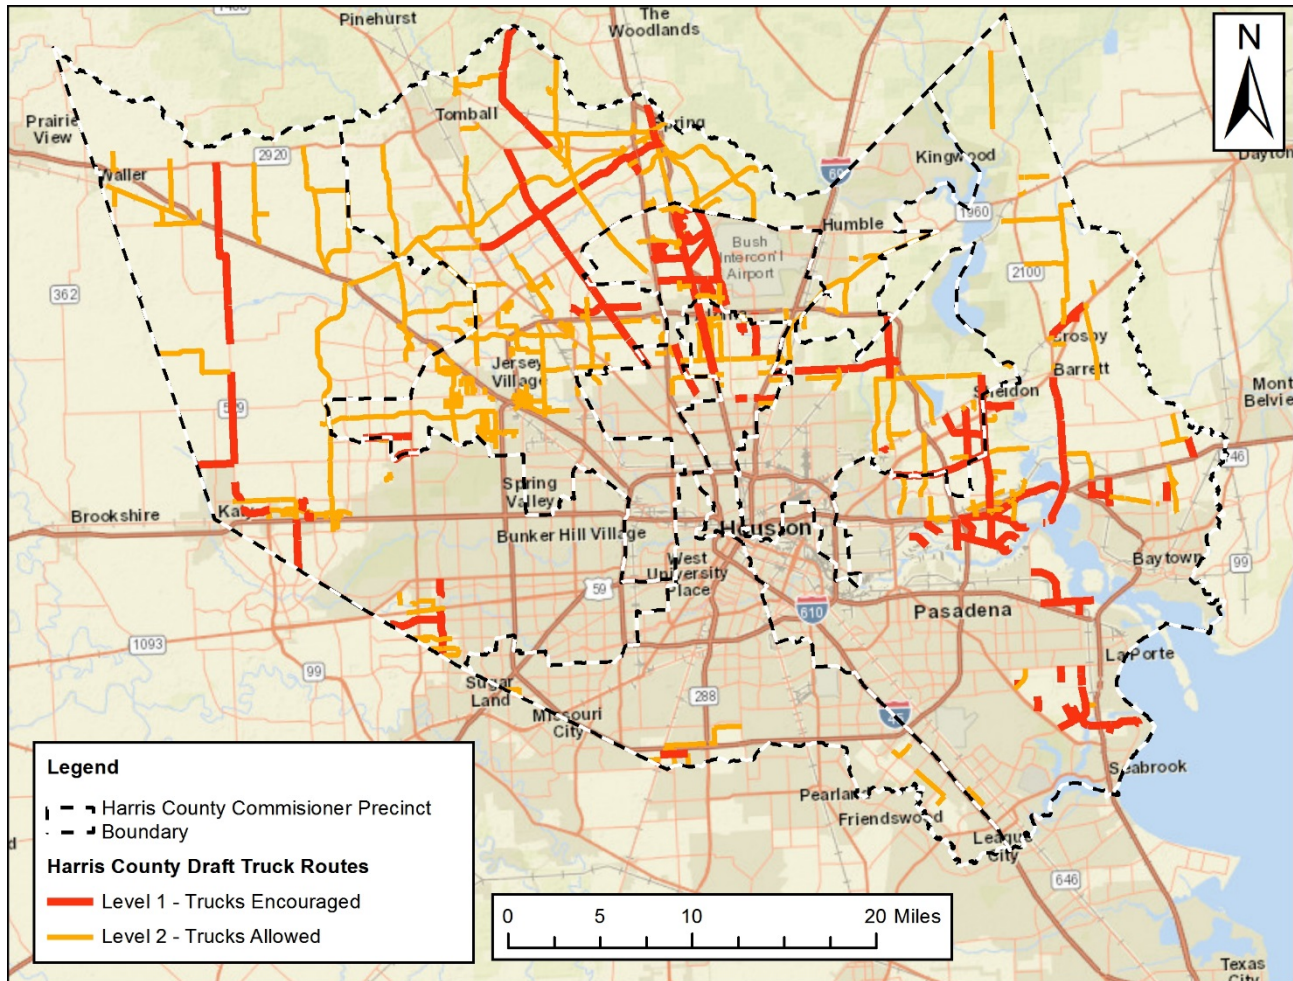 Pinehurst
The
Woodlands
N
Prairie
View
Tomball
Spring
2920
Waller
69
Kingwood
Dayton
Humble
1960
Bush
Intercon'l
Airport
362
2100
Crosby
Jersey
Village
Barrett
Sheldon
Mont
Belvieu
529
146
Spring
Valley
Brookshire
Katy
Bunker Hill Village
Houston
West
University
Place
59
Baytown
99
610
Pasadena
1093
99
La Porte
Sugar
Land
288
Missouri
City
45
Seabrook
Pearland
Friendswood
League
City
646
Texas
City
Legend
Harris County Commisioner Precinct
Boundary
Harris County Draft Truck Routes
Level 1 - Trucks Encouraged
Level 2 - Trucks Allowed
0 5 10 20 Miles